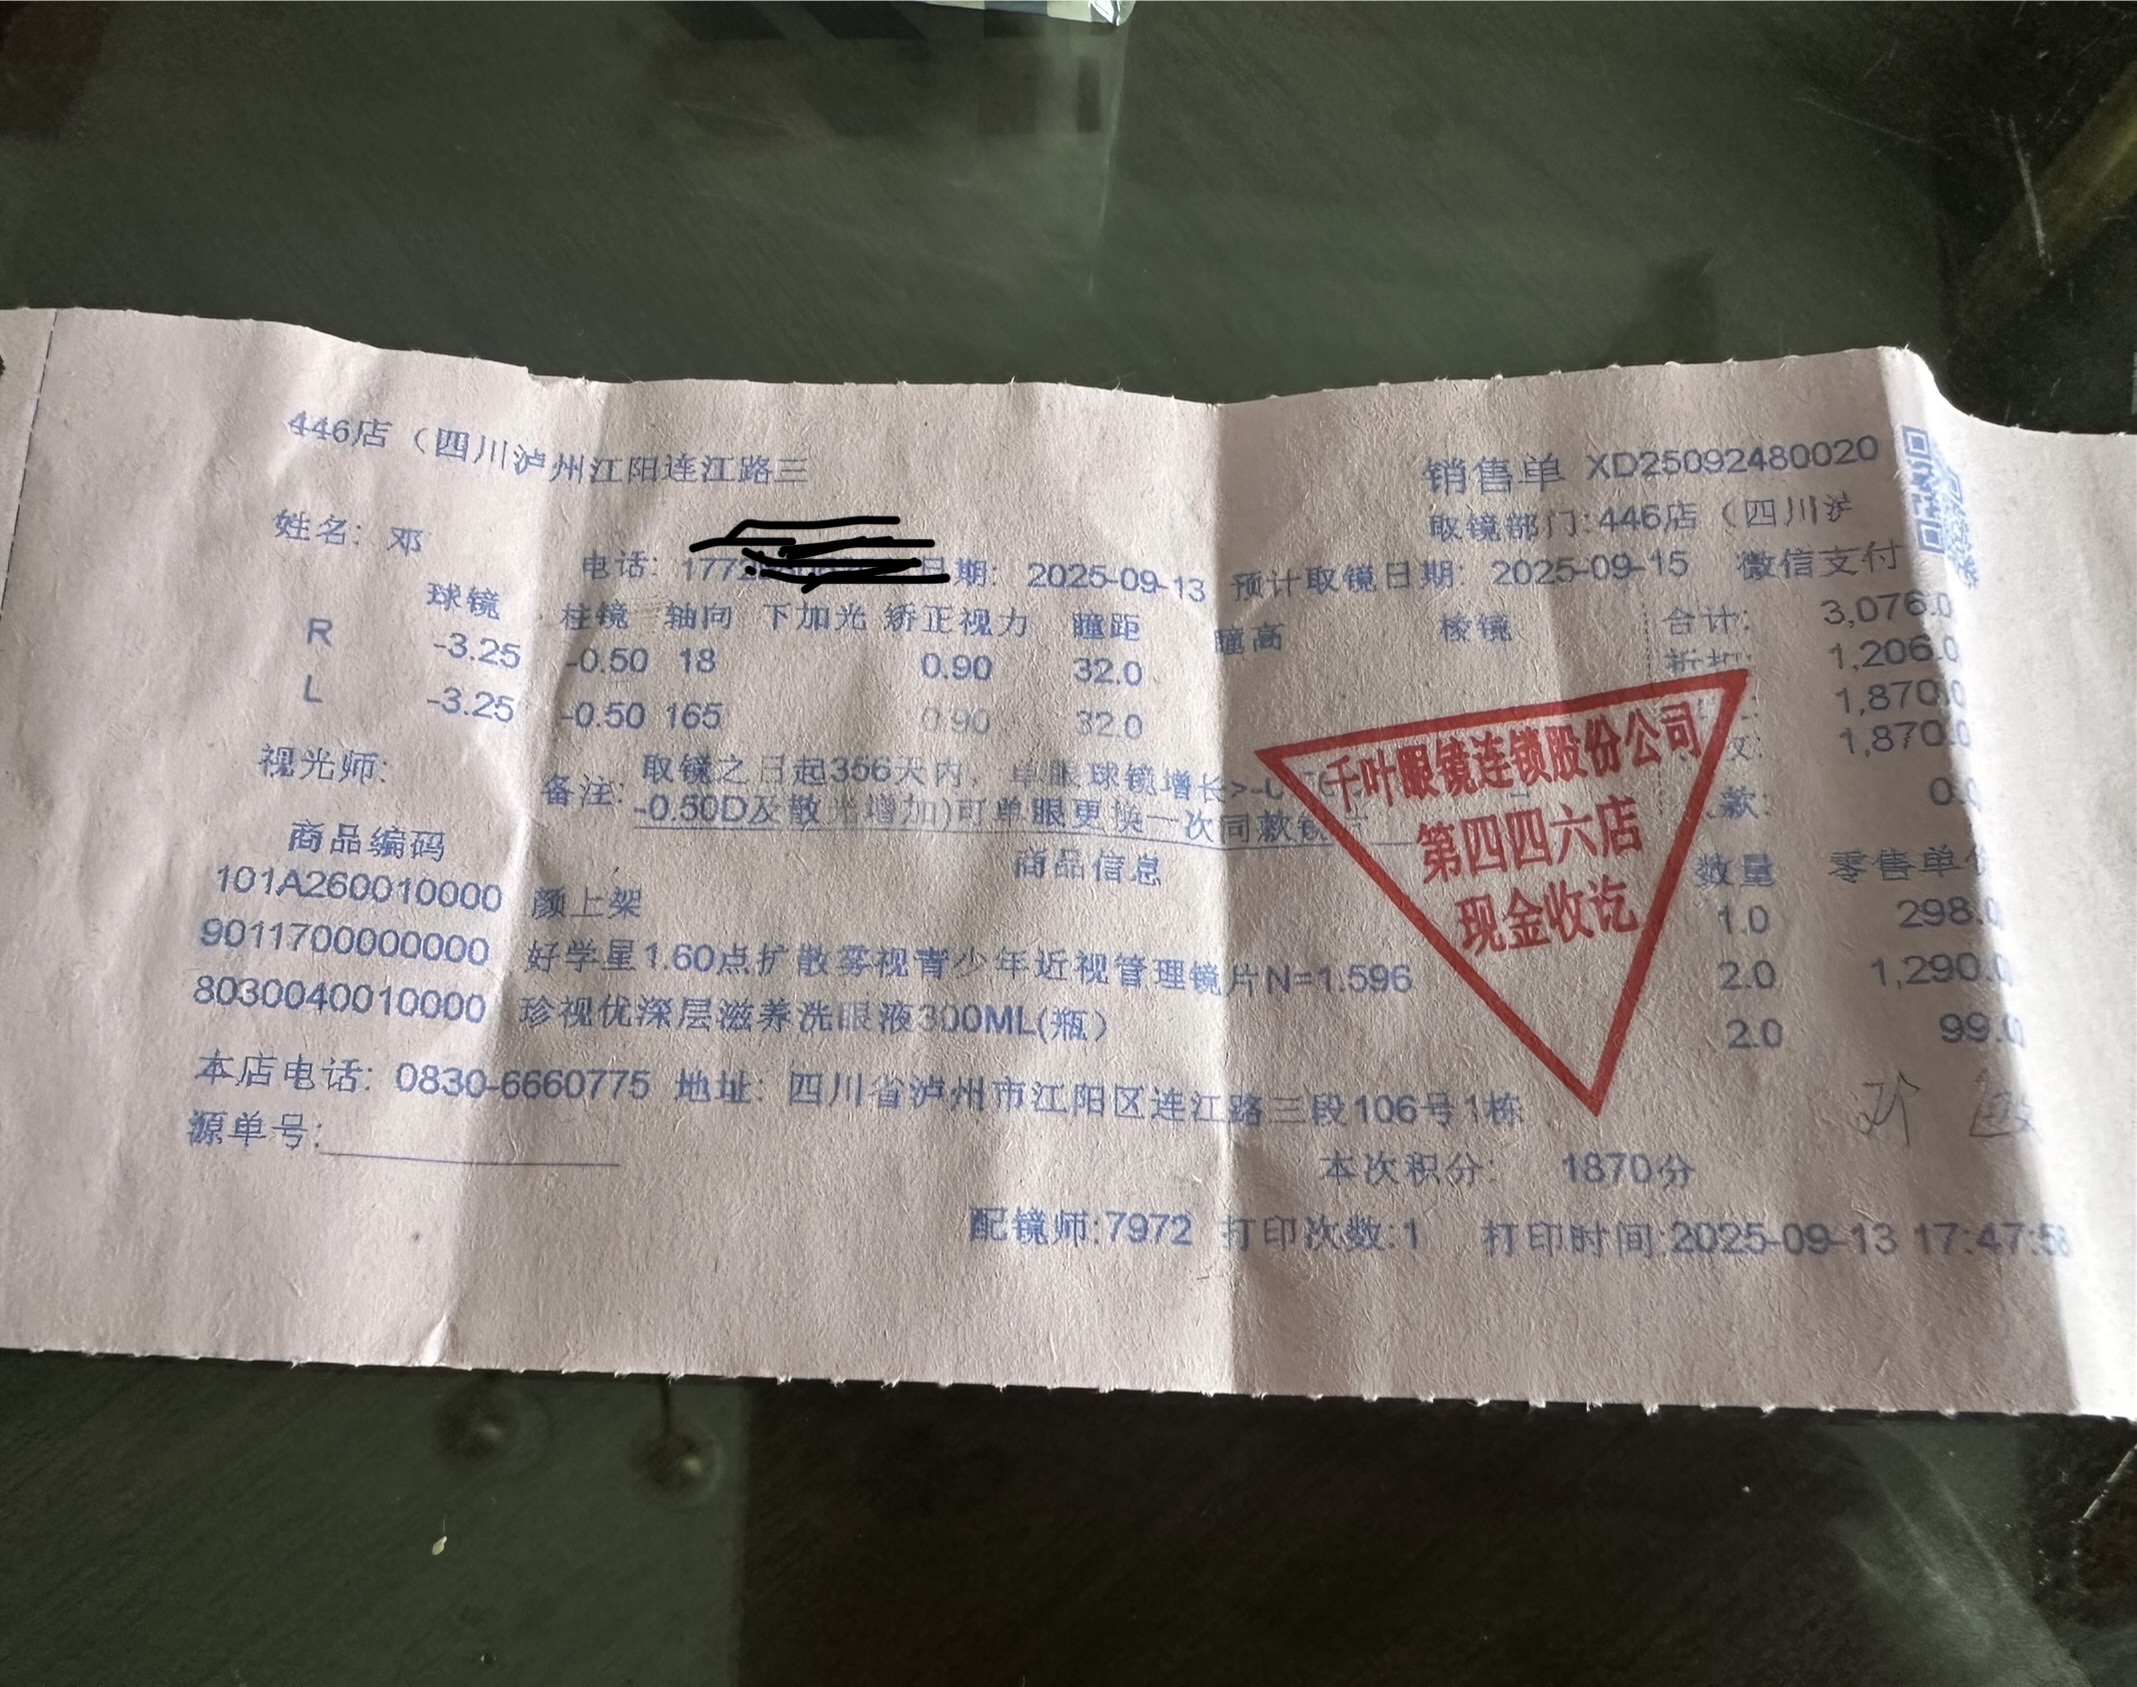 446店（四川泸州江阳连江路三
销售单 XD25092480020
取镜部门:446店（四川泸
姓名: 邓 电话: 1772 日期: 2025-09-13 预计取镜日期: 2025-09-15 微信支付
球镜 柱镜 轴向 下加光 矫正视力 瞳距 瞳高 棱镜 合计: 3,076.0
R -3.25 -0.50 18 0.90 32.0 1,206.0
L -3.25 -0.50 165 0.90 32.0 1,870.0
1,870.0
视光师: 备注: 取镜之日起356天内, 单眼球镜增长>-0
-0.50D及散光增加)可单眼更换一次同款镜 款: 0.0
商品编码 商品信息 数量 零售单
101A260010000 颜上架 1.0 298.0
9011700000000 好学星1.60点扩散雾视青少年近视管理镜片N=1.596 2.0 1,290.0
8030040010000 珍视优深层滋养洗眼液300ML(瓶) 2.0 99.0
本店电话: 0830-6660775 地址: 四川省泸州市江阳区连江路三段106号1栋
源单号:
本次积分: 1870分
配镜师:7972 打印次数:1 打印时间:2025-09-13 17:47:5
千叶眼镜连锁股份公司
第四四六店
现金收讫